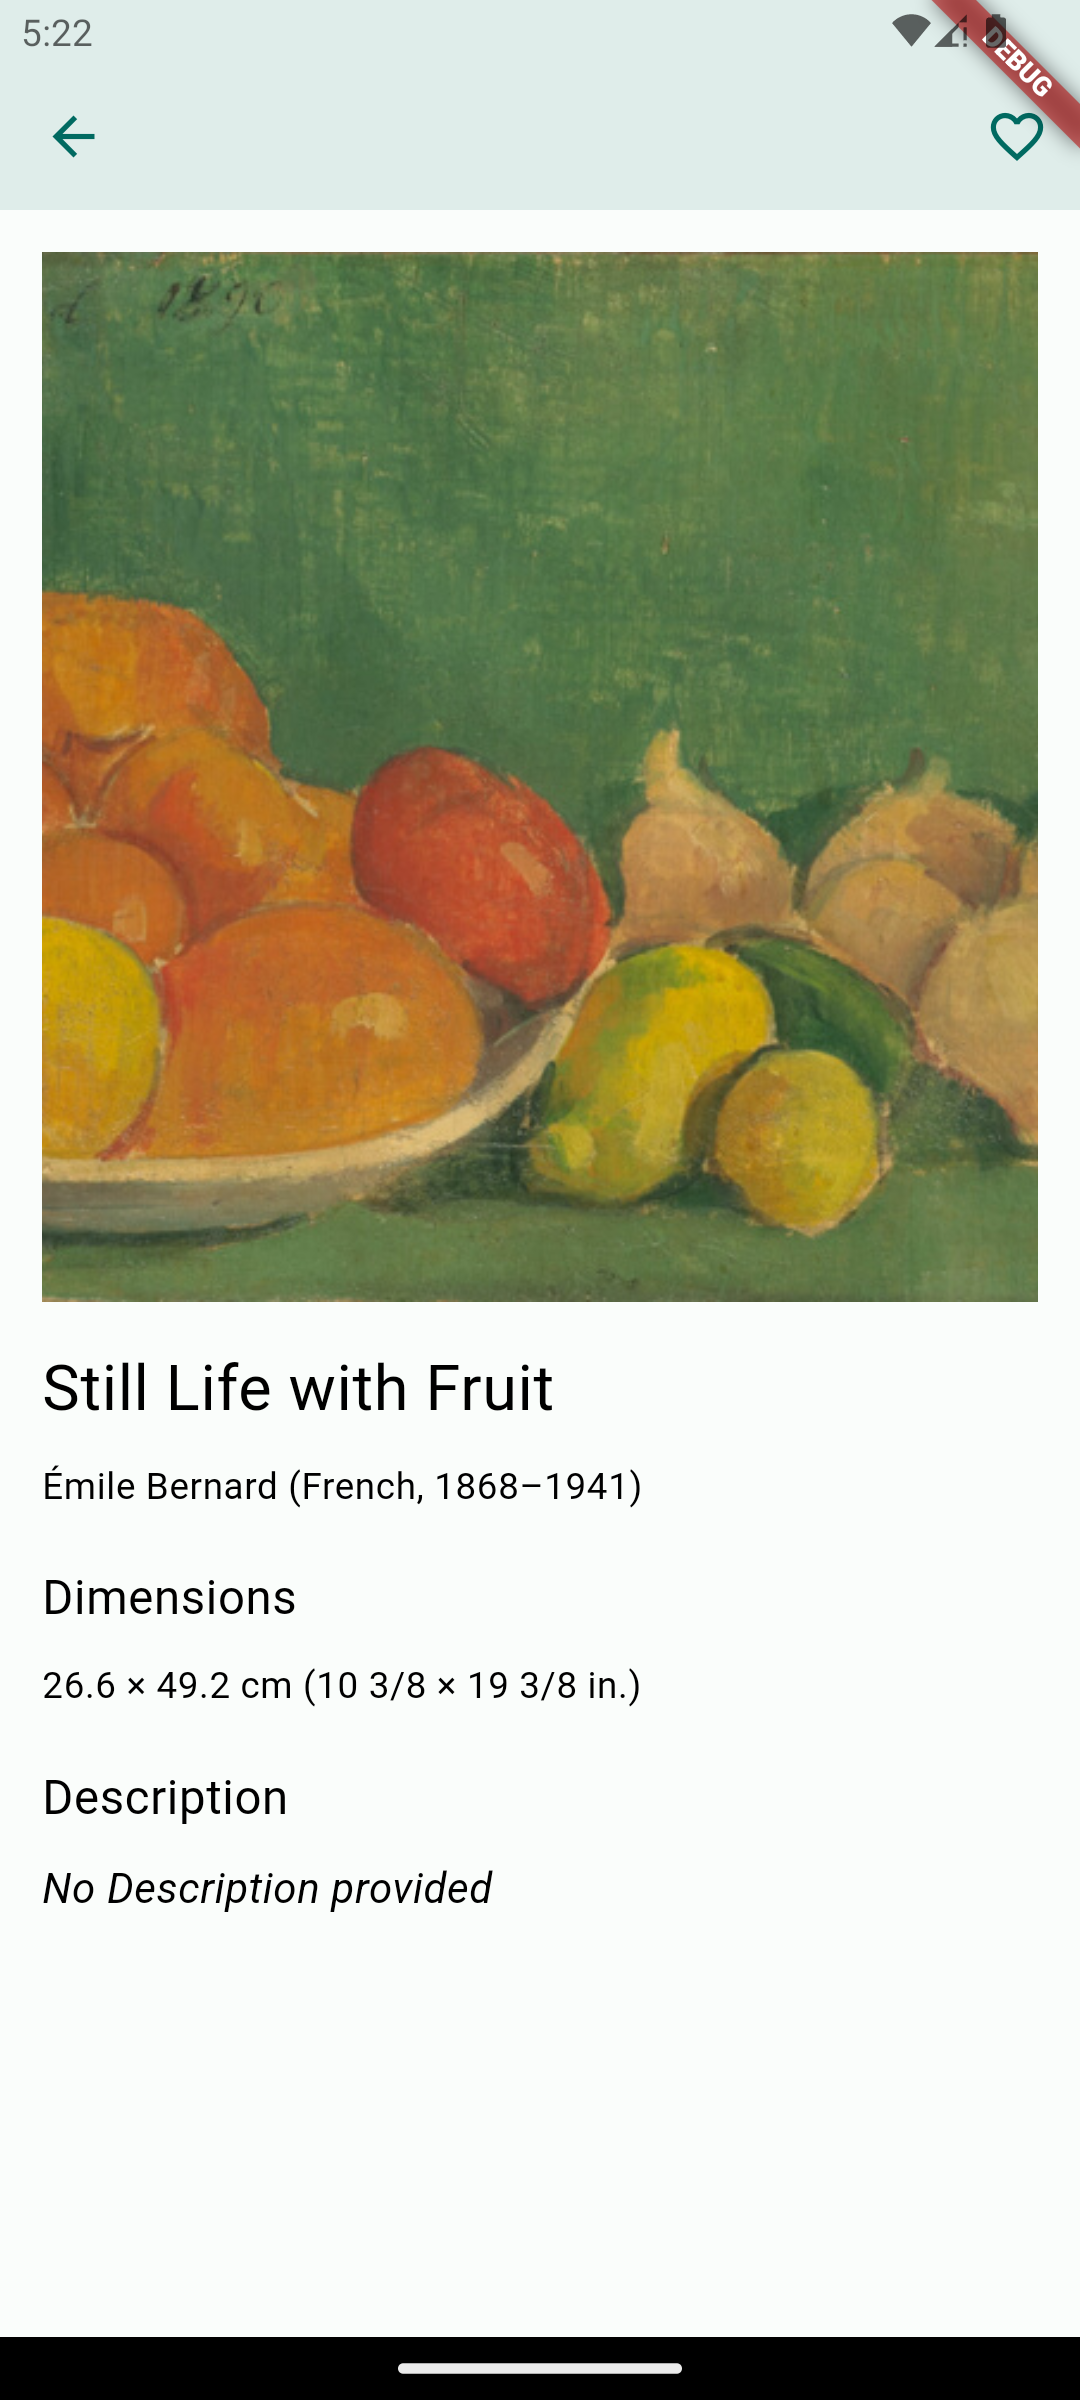 5:22
DEBUG
d 1890
Still Life with Fruit
Émile Bernard (French, 1868–1941)
Dimensions
26.6 × 49.2 cm (10 3/8 × 19 3/8 in.)
Description
No Description provided